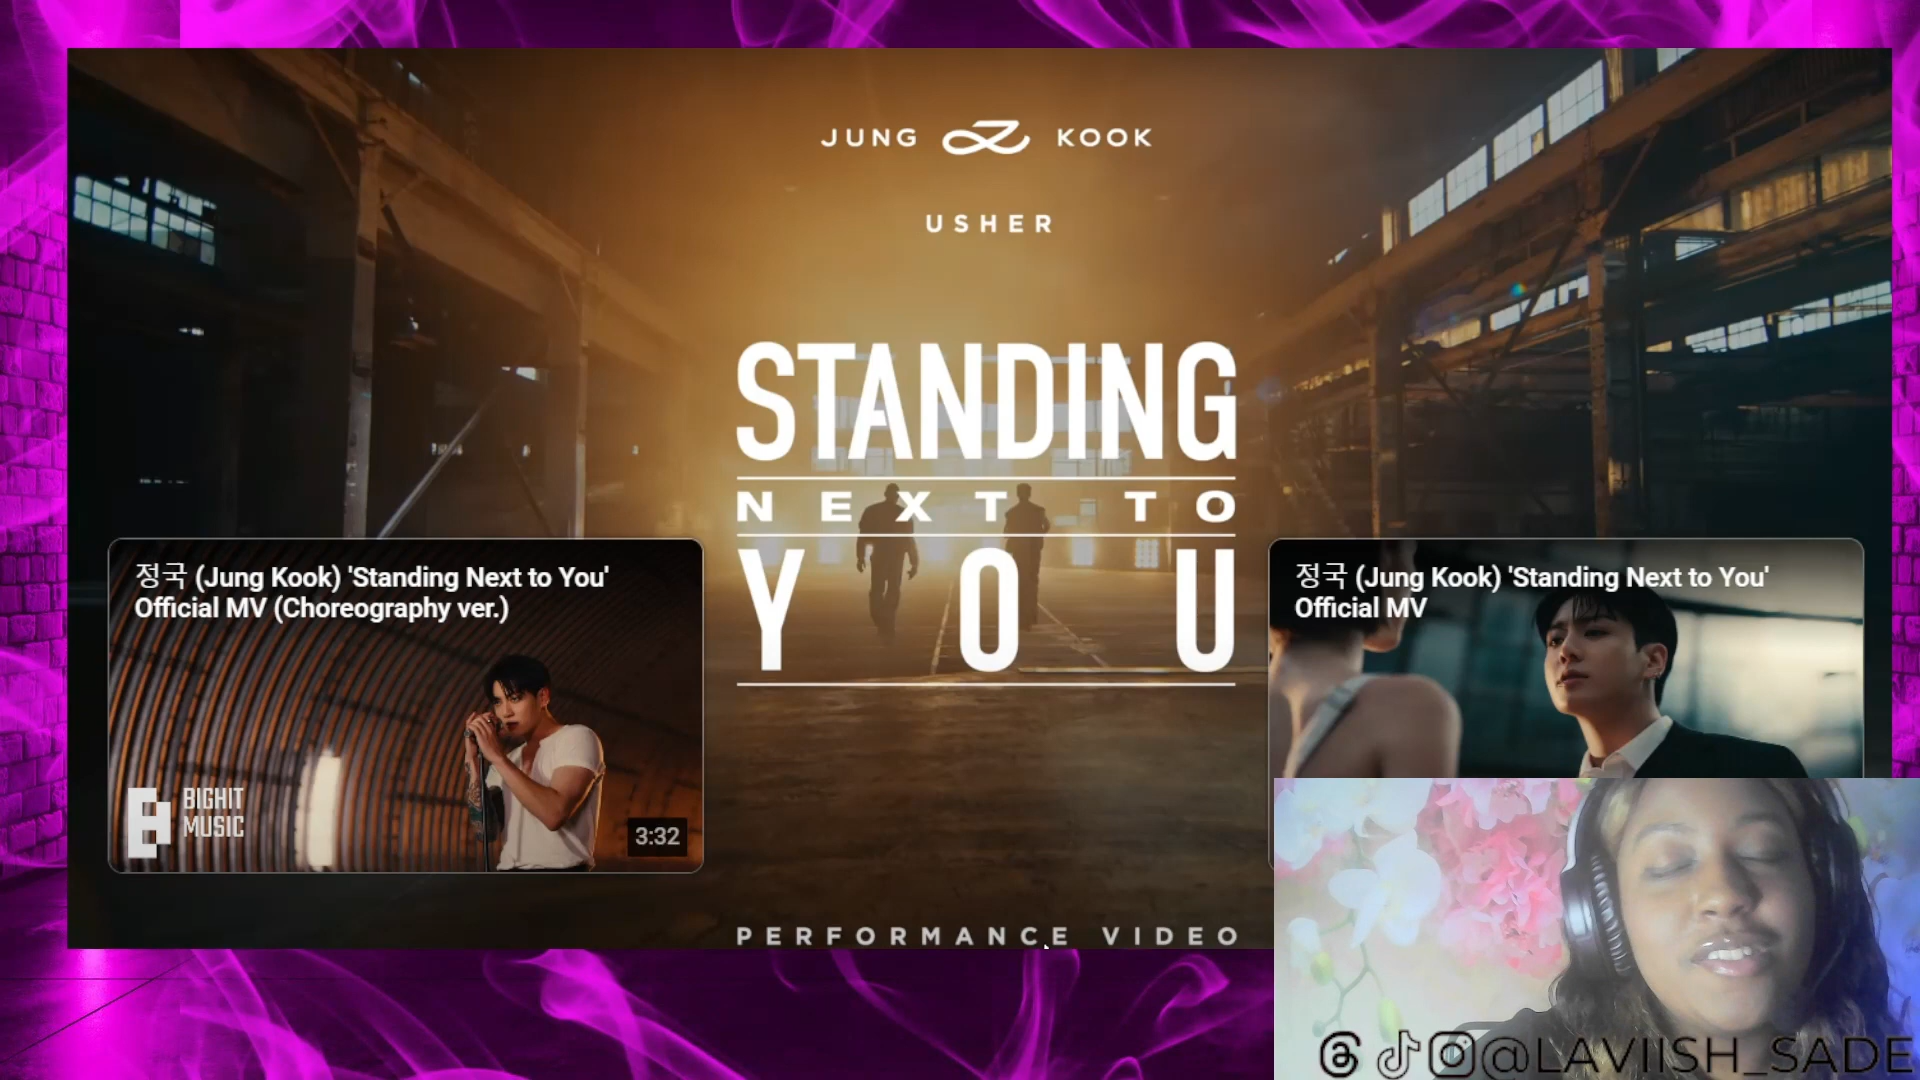 JUNG KOOK
USHER
STANDING
NEXT TO
YOU
정국 (Jung Kook) 'Standing Next to You'
Official MV (Choreography ver.)
BIGHIT
MUSIC
3:32
정국 (Jung Kook) 'Standing Next to You'
Official MV
PERFORMANCE VIDEO
@LAVIISH_SADE